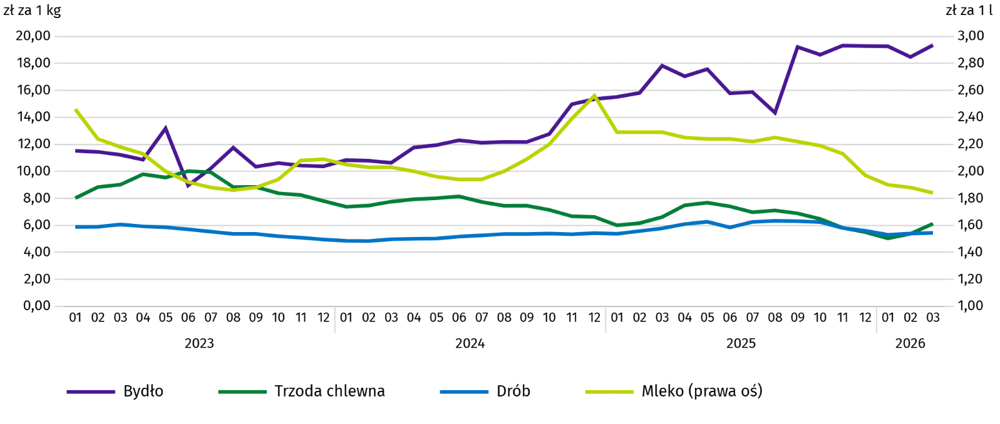 zł za 1 kg zł za 1 l
20,00 3,00
18,00 2,80
16,00 2,60
14,00 2,40
12,00 2,20
10,00 2,00
8,00 1,80
6,00 1,60
4,00 1,40
2,00 1,20
0,00 1,00
01 02 03 04 05 06 07 08 09 10 11 12 01 02 03 04 05 06 07 08 09 10 11 12 01 02 03 04 05 06 07 08 09 10 11 12 01 02 03
2023 2024 2025 2026
Bydło Trzoda chlewna Drób Mleko (prawa oś)